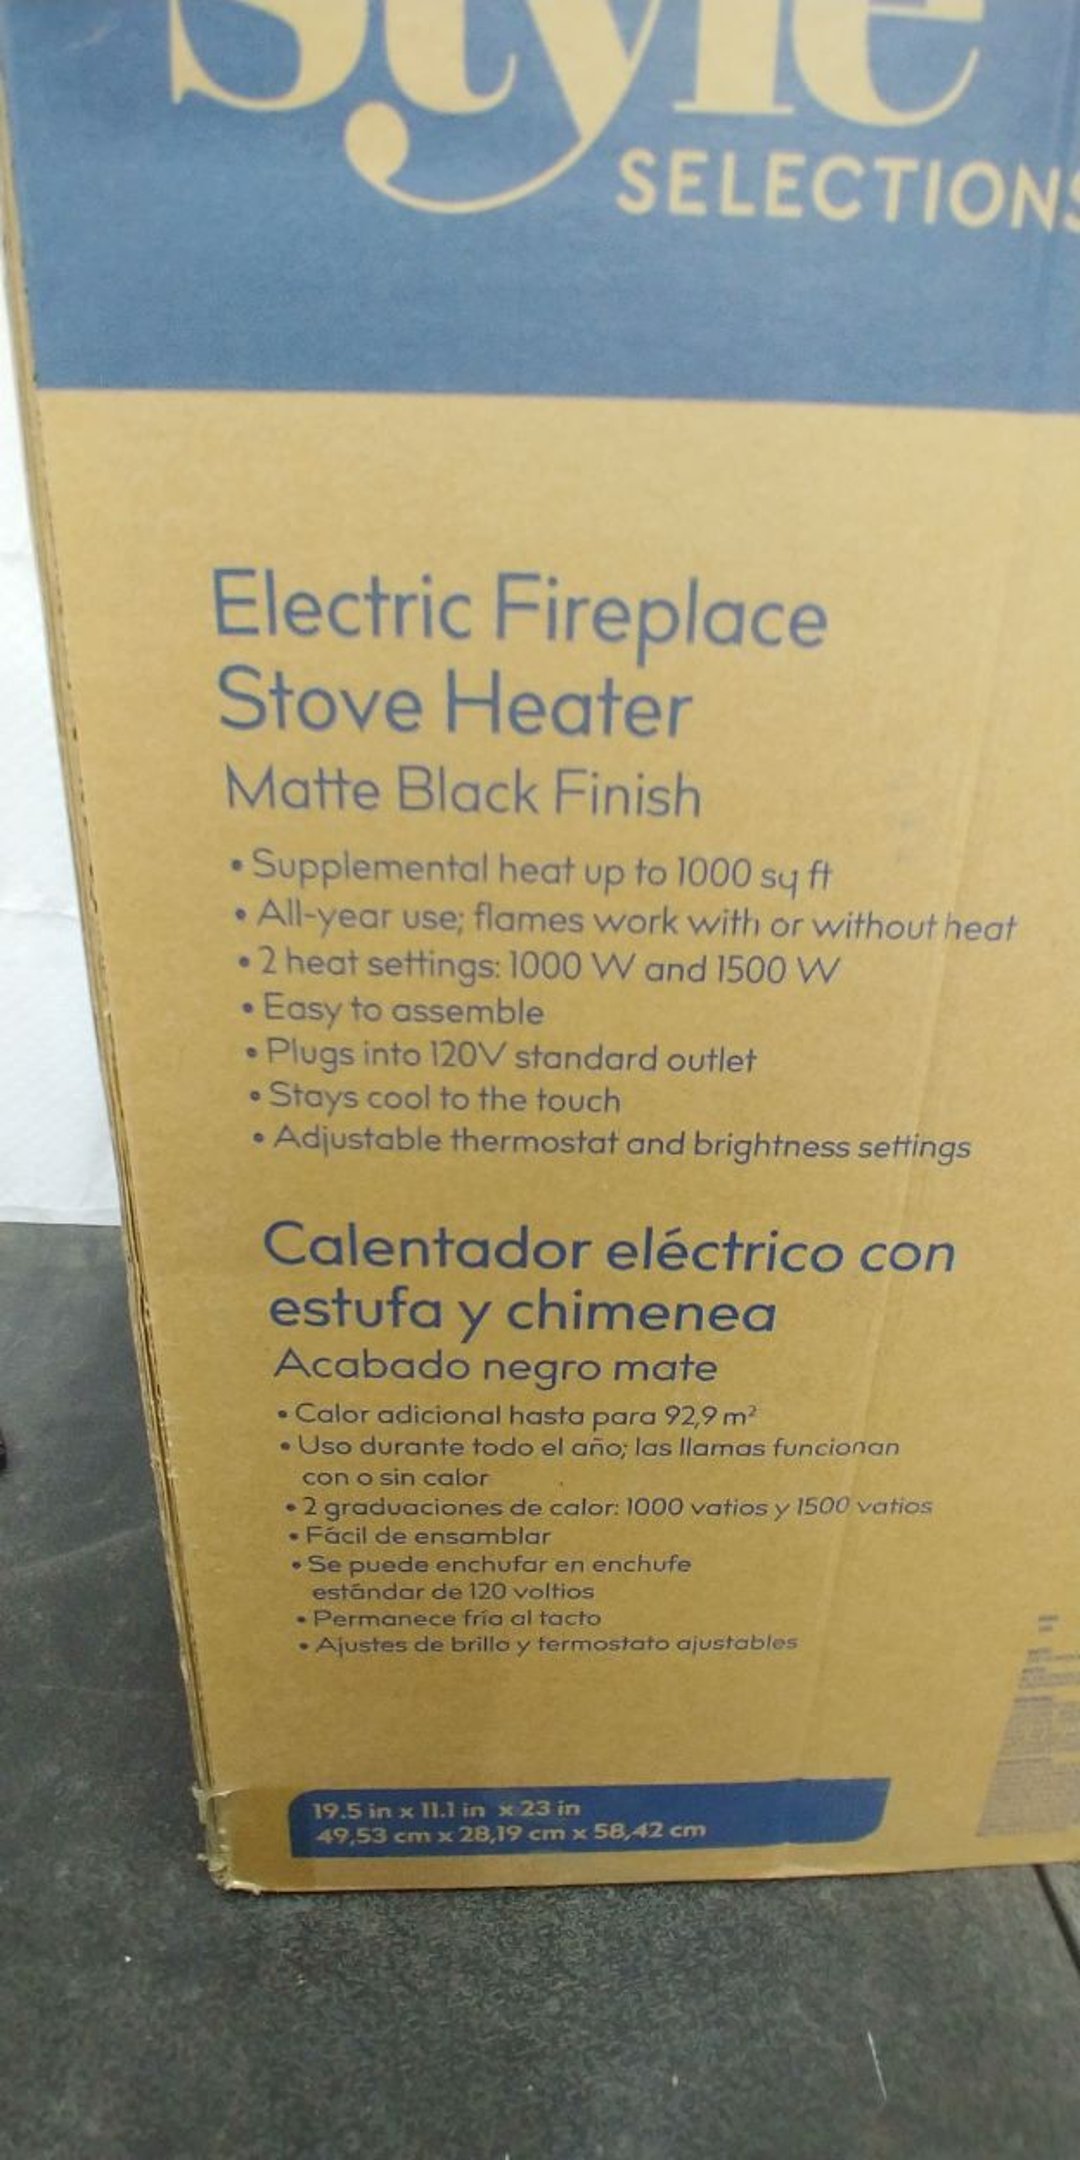 Style
SELECTIONS
Electric Fireplace
Stove Heater
Matte Black Finish
• Supplemental heat up to 1000 sq ft
• All-year use; flames work with or without heat
• 2 heat settings: 1000 W and 1500 W
• Easy to assemble
• Plugs into 120V standard outlet
• Stays cool to the touch
• Adjustable thermostat and brightness settings
Calentador eléctrico con
estufa y chimenea
Acabado negro mate
• Calor adicional hasta para 92,9 m²
• Uso durante todo el año; las llamas funcionan
con o sin calor
• 2 graduaciones de calor: 1000 vatios y 1500 vatios
• Fácil de ensamblar
• Se puede enchufar en enchufe
estándar de 120 voltios
• Permanece fría al tacto
• Ajustes de brillo y termostato ajustables
19.5 in x 11.1 in x 23 in
49,53 cm x 28,19 cm x 58,42 cm